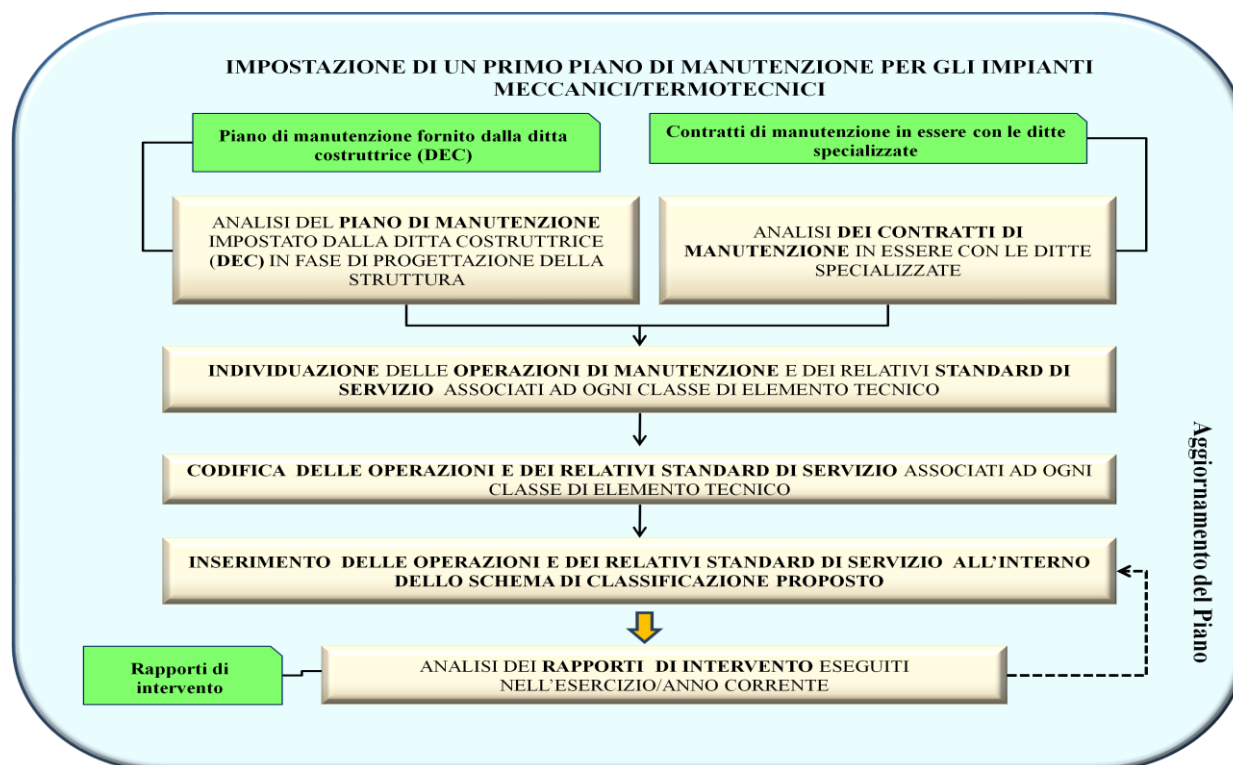 IMPOSTAZIONE DI UN PRIMO PIANO DI MANUTENZIONE PER GLI IMPIANTI
MECCANICI/TERMOTECNICI
Piano di manutenzione fornito dalla ditta
costruttrice (DEC)
Contratti di manutenzione in essere con le ditte
specializzate
ANALISI DEL PIANO DI MANUTENZIONE
IMPOSTATO DALLA DITTA COSTRUTTRICE
(DEC) IN FASE DI PROGETTAZIONE DELLA
STRUTTURA
ANALISI DEI CONTRATTI DI
MANUTENZIONE IN ESSERE CON LE DITTE
SPECIALIZZATE
INDIVIDUAZIONE DELLE OPERAZIONI DI MANUTENZIONE E DEI RELATIVI STANDARD DI
SERVIZIO ASSOCIATI AD OGNI CLASSE DI ELEMENTO TECNICO
CODIFICA DELLE OPERAZIONI E DEI RELATIVI STANDARD DI SERVIZIO ASSOCIATI AD OGNI
CLASSE DI ELEMENTO TECNICO
INSERIMENTO DELLE OPERAZIONI E DEI RELATIVI STANDARD DI SERVIZIO ALL'INTERNO
DELLO SCHEMA DI CLASSIFICAZIONE PROPOSTO
Aggiornamento del Piano
Rapporti di
intervento
ANALISI DEI RAPPORTI DI INTERVENTO ESEGUITI
NELL'ESERCIZIO/ANNO CORRENTE